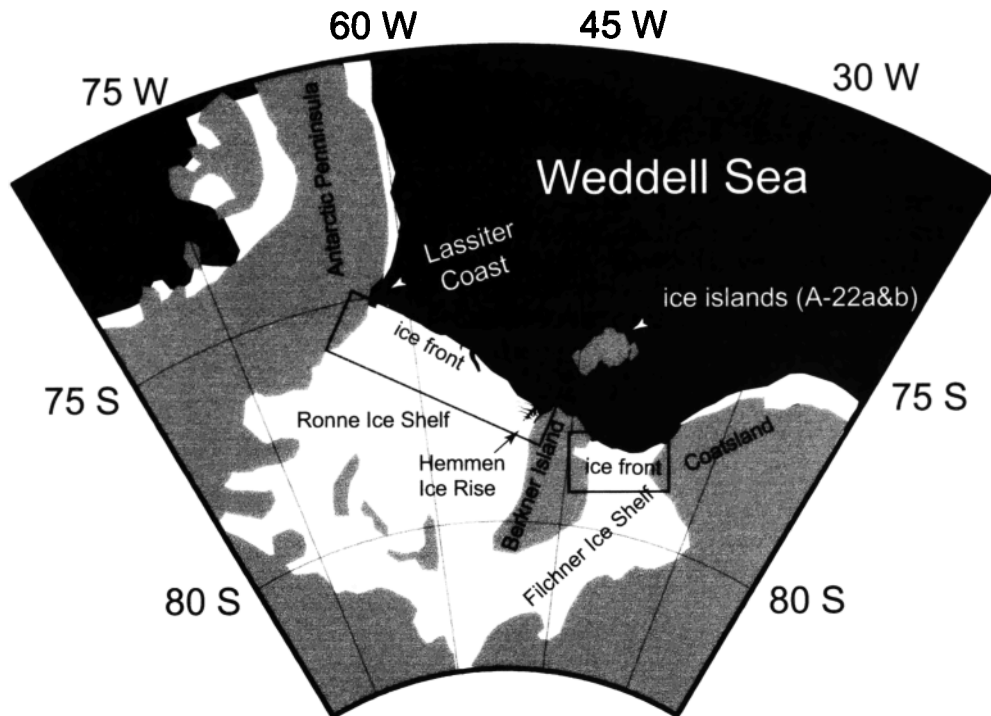 60 W
45 W
75 W
30 W
Weddell Sea
Antarctic Penninsula
Lassiter
Coast
ice islands (A-22a&b)
ice front
75 S
75 S
Ronne Ice Shelf
Hemmen
Ice Rise
Berkner Island
ice front
Coatsland
Filchner Ice Shelf
80 S
80 S